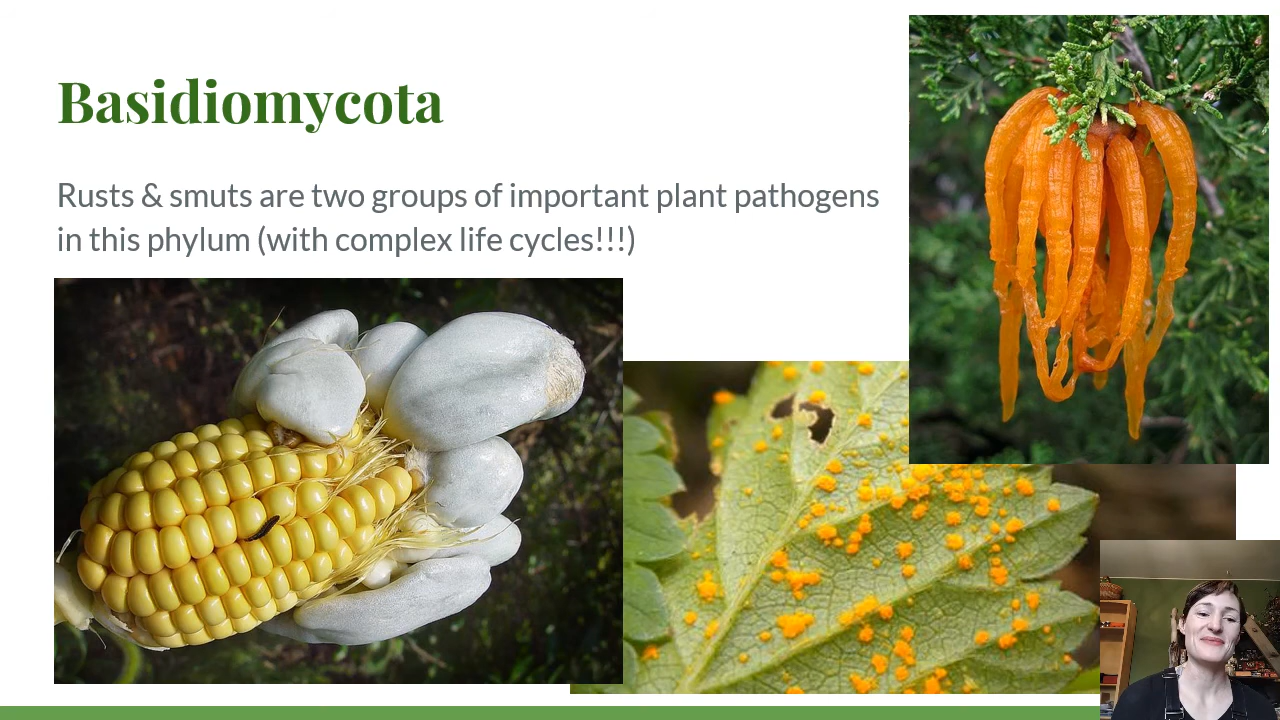 Basidiomycota
Rusts & smuts are two groups of important plant pathogens
in this phylum (with complex life cycles!!!)